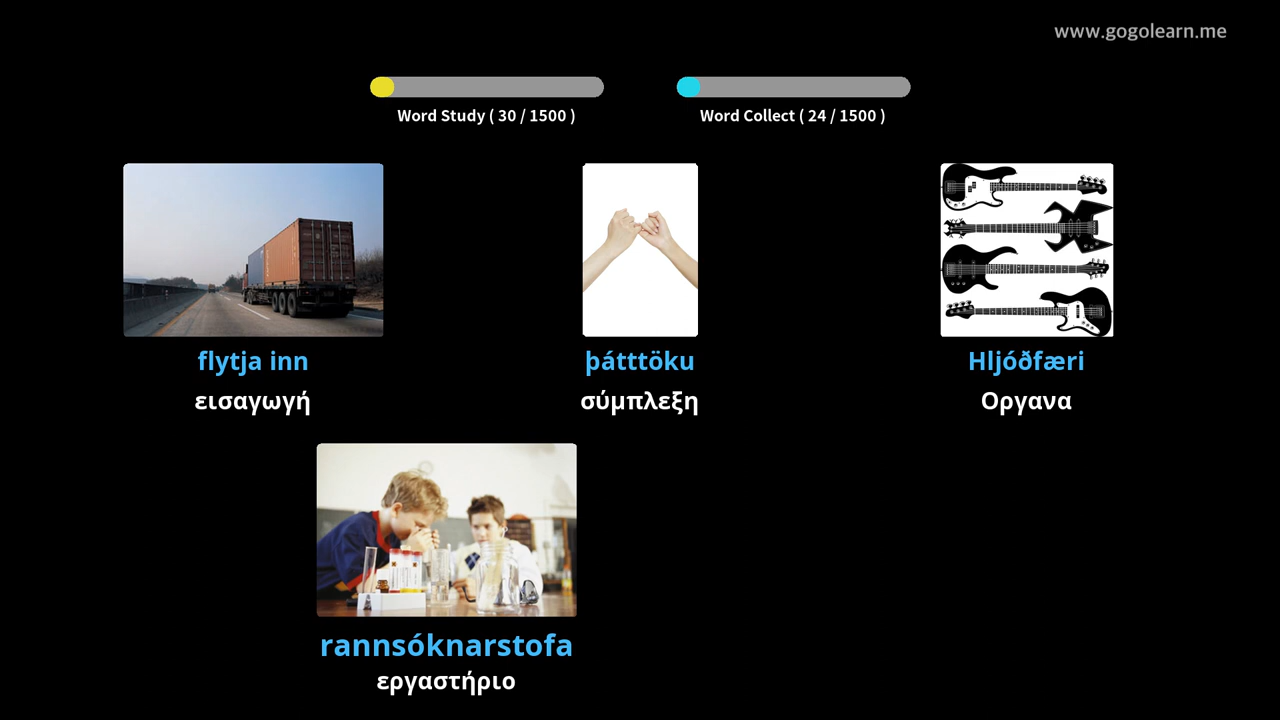 www.gogolearn.me
Word Study ( 30 / 1500 )
Word Collect ( 24 / 1500 )
flytja inn
þátttöku
Hljóðfæri
εισαγωγή
σύμπλεξη
Οργανα
rannsóknarstofa
εργαστήριο